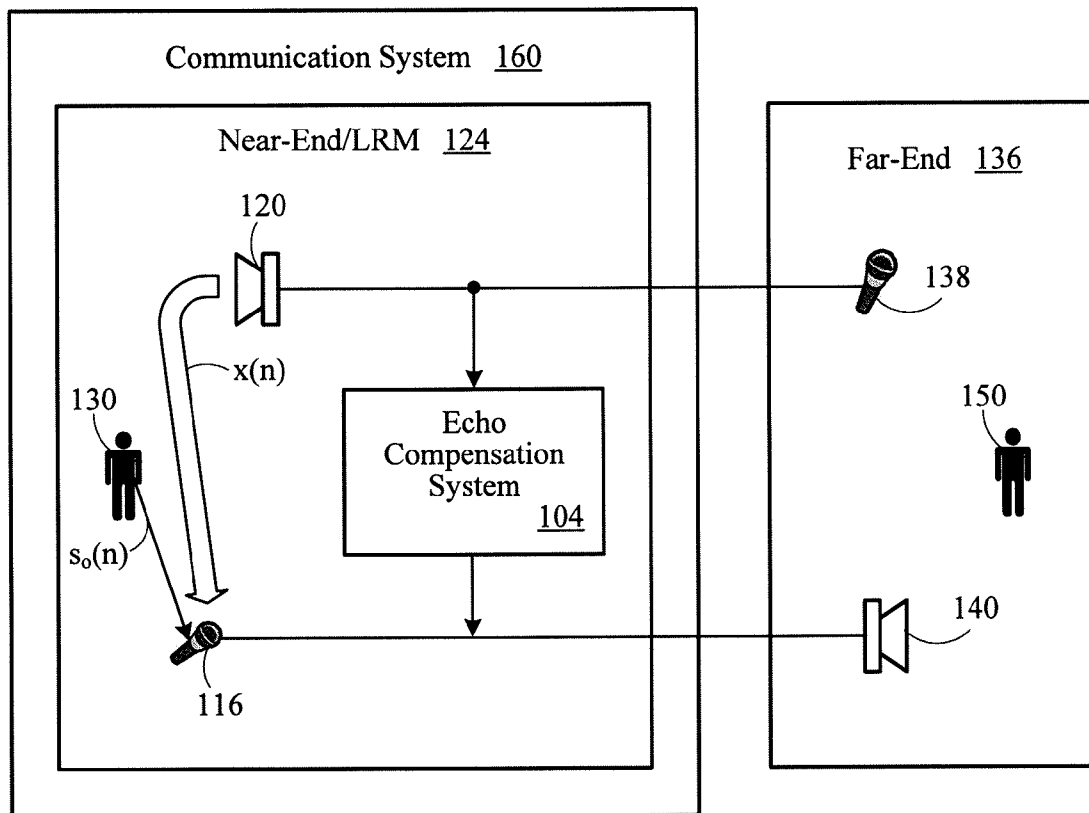 Communication System 160
Near-End/LRM 124
Far-End 136
120
138
x(n)
130
150
Echo
Compensation
System
104
sₒ(n)
140
116